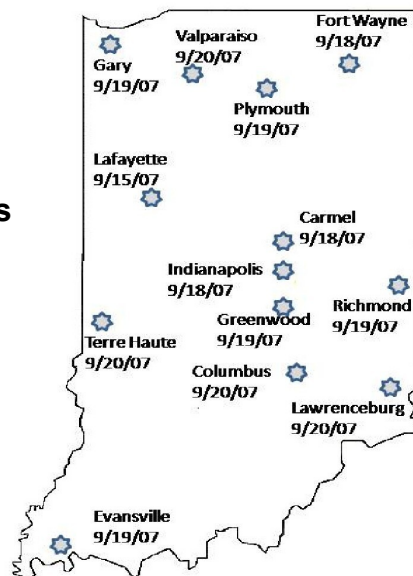 Fort Wayne
9/18/07
Valparaiso
9/20/07
Gary
9/19/07
Plymouth
9/19/07
Lafayette
9/15/07
s
Carmel
9/18/07
Indianapolis
9/18/07
Richmond
9/19/07
Greenwood
9/19/07
Terre Haute
9/20/07
Columbus
9/20/07
Lawrenceburg
9/20/07
Evansville
9/19/07